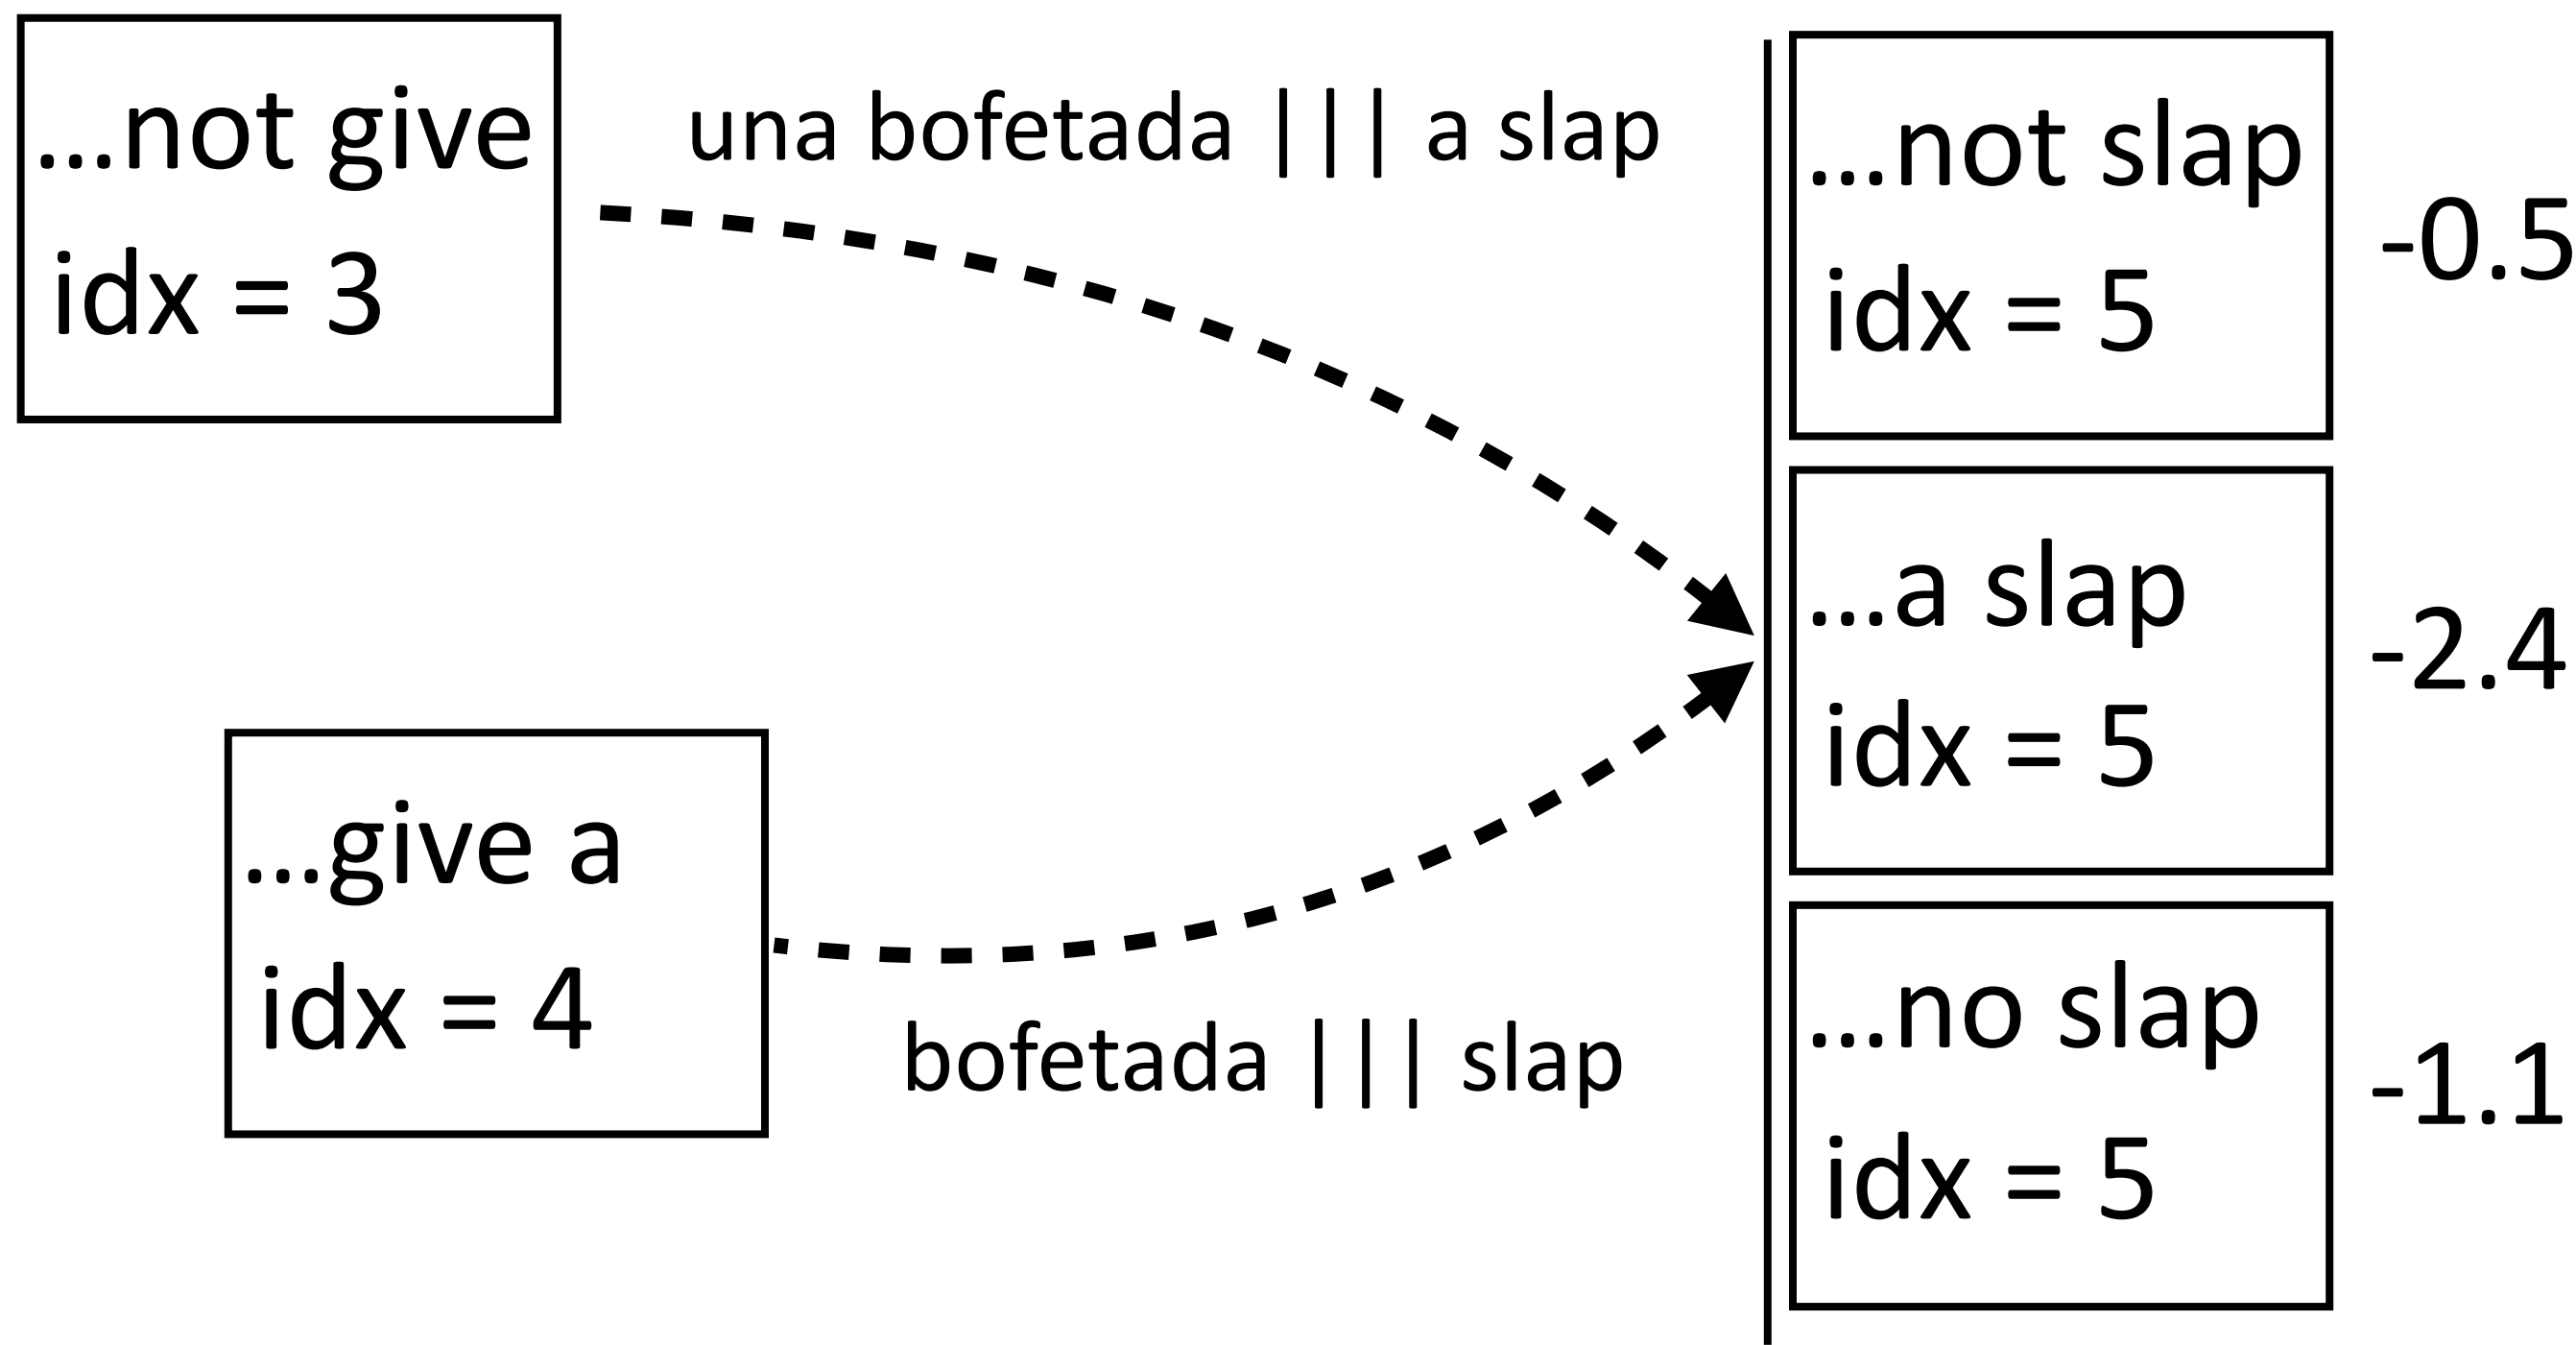 ...not give
idx = 3
una bofetada ||| a slap
...not slap
idx = 5
-0.5
...a slap
idx = 5
-2.4
...give a
idx = 4
bofetada ||| slap
...no slap
idx = 5
-1.1